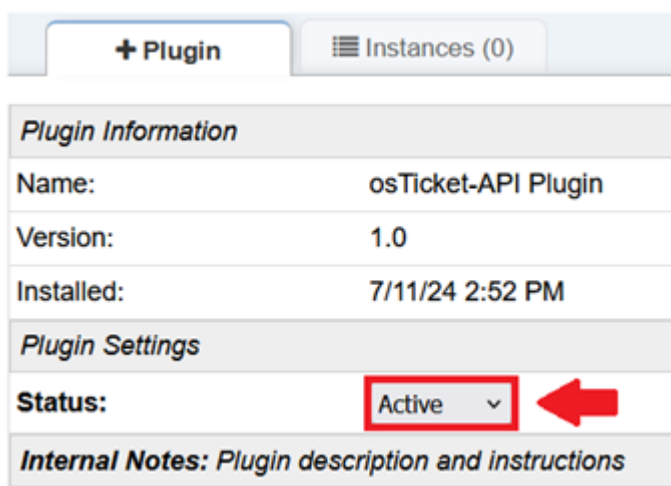 + Plugin
Instances (0)
Plugin Information
Name: osTicket-API Plugin
Version: 1.0
Installed: 7/11/24 2:52 PM
Plugin Settings
Status: Active
Internal Notes: Plugin description and instructions